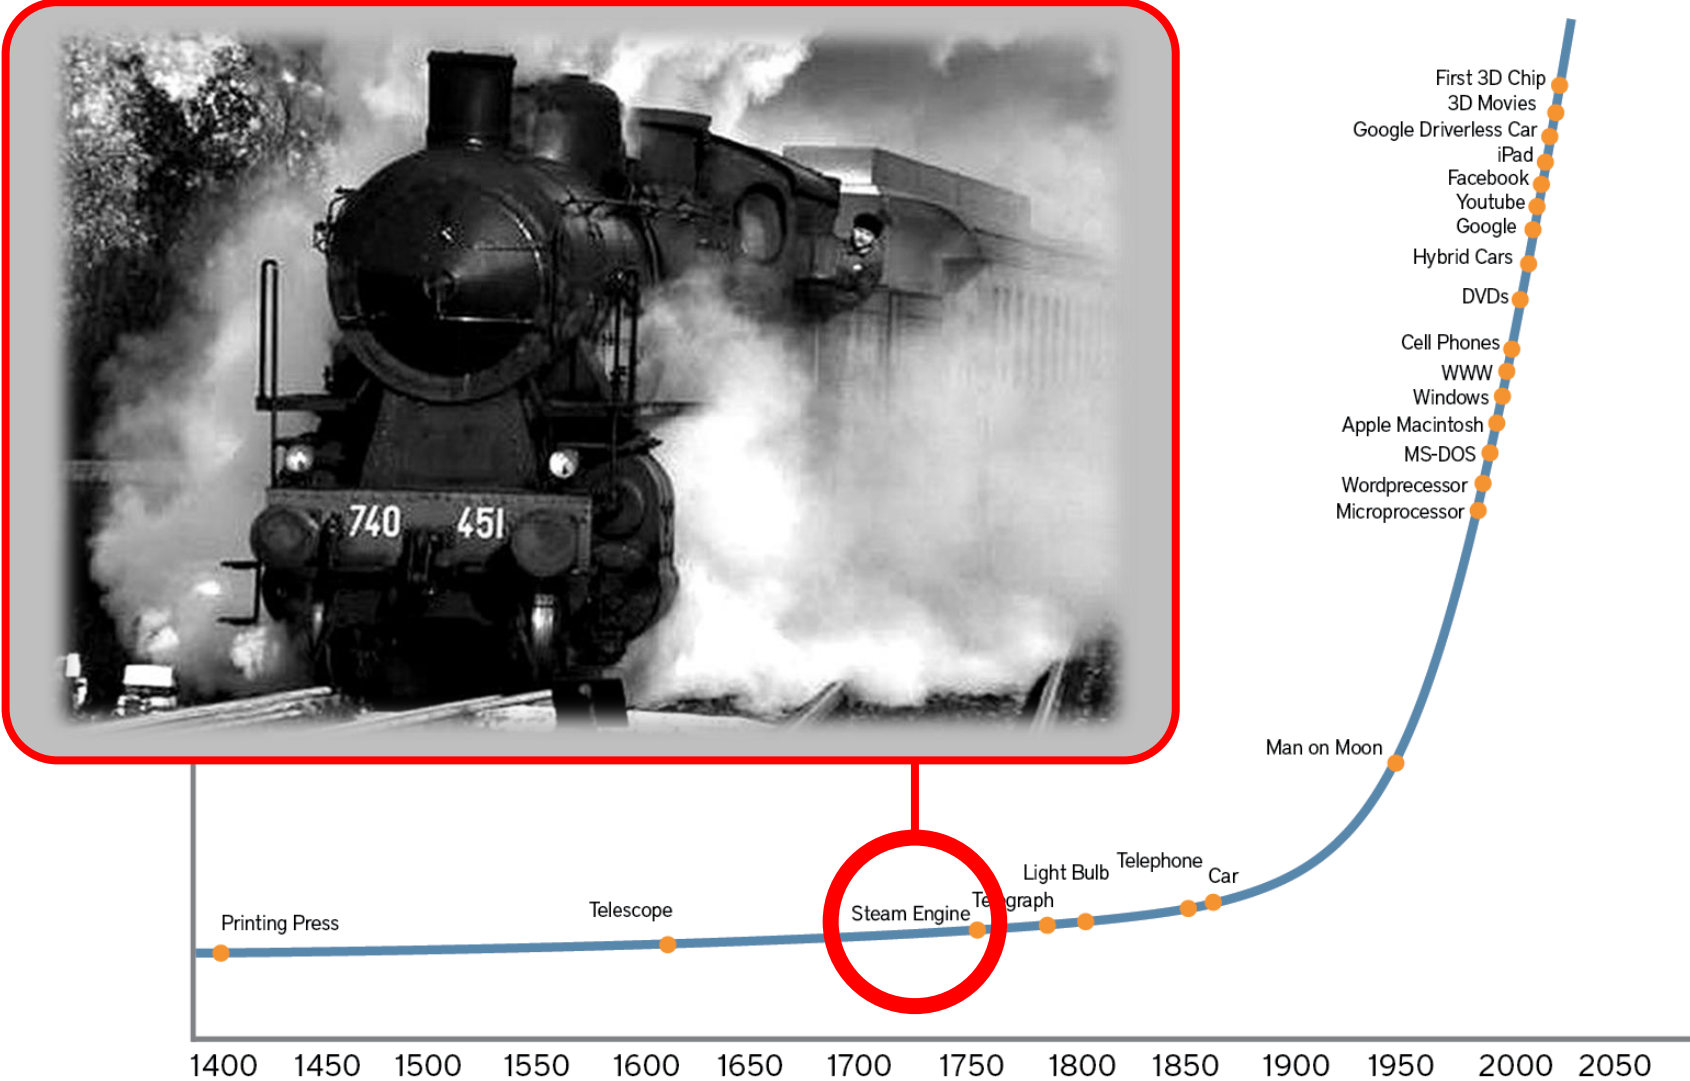 740 451
First 3D Chip
3D Movies
Google Driverless Car
iPad
Facebook
Youtube
Google
Hybrid Cars
DVDs
Cell Phones
WWW
Windows
Apple Macintosh
MS-DOS
Wordprecessor
Microprocessor
Man on Moon
Telephone
Light Bulb
Car
Telegraph
Steam Engine
Telescope
Printing Press
1400 1450 1500 1550 1600 1650 1700 1750 1800 1850 1900 1950 2000 2050